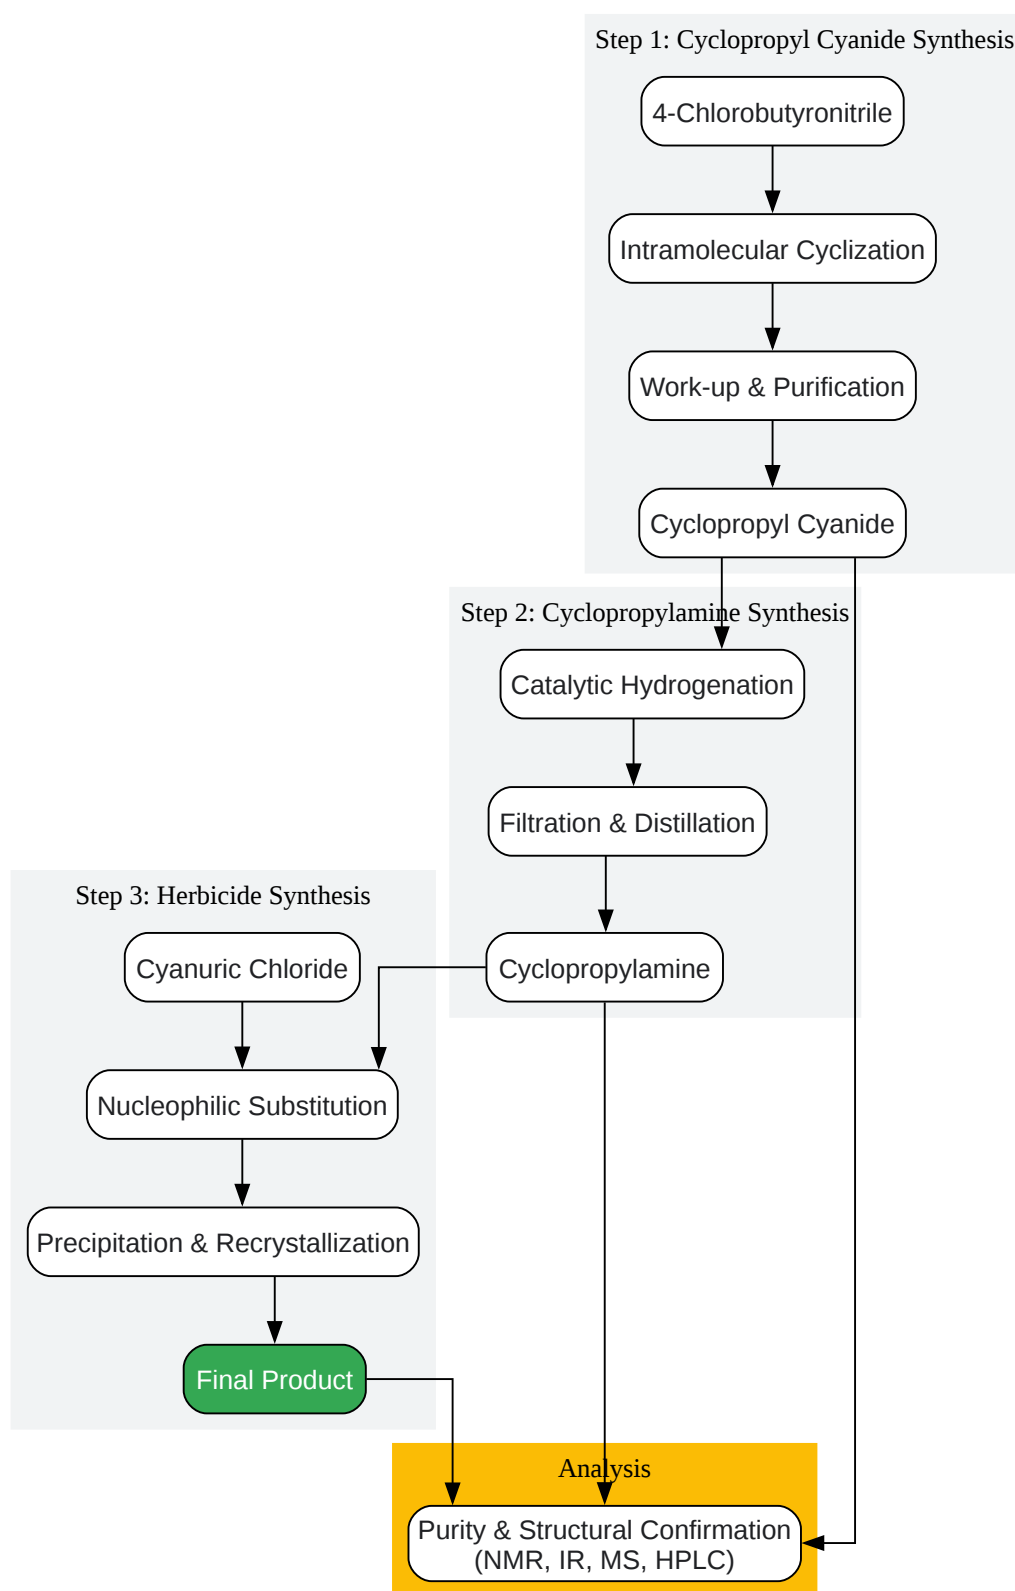 Step 1: Cyclopropyl Cyanide Synthesis
4-Chlorobutyronitrile
Intramolecular Cyclization
Work-up & Purification
Cyclopropyl Cyanide
Step 2: Cyclopropylamine Synthesis
Catalytic Hydrogenation
Filtration & Distillation
Cyclopropylamine
Step 3: Herbicide Synthesis
Cyanuric Chloride
Nucleophilic Substitution
Precipitation & Recrystallization
Final Product
Analysis
Purity & Structural Confirmation
(NMR, IR, MS, HPLC)